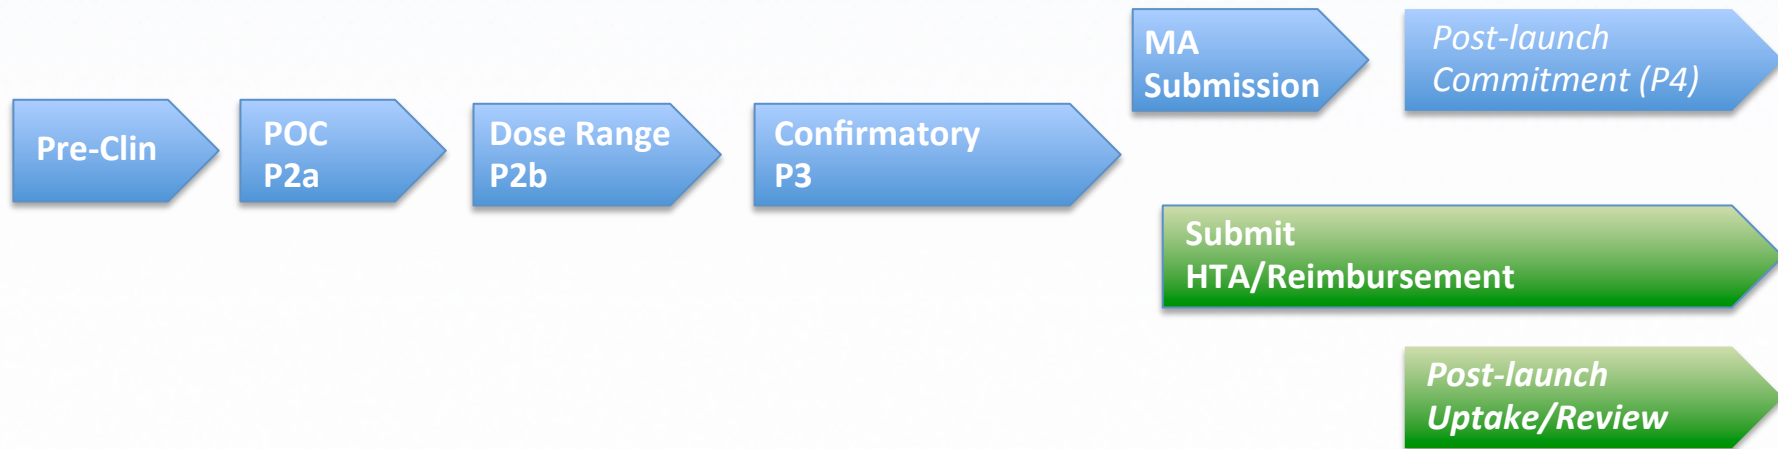 Pre-Clin
POC
P2a
Dose Range
P2b
Confirmatory
P3
MA
Submission
Post-launch
Commitment (P4)
Submit
HTA/Reimbursement
Post-launch
Uptake/Review